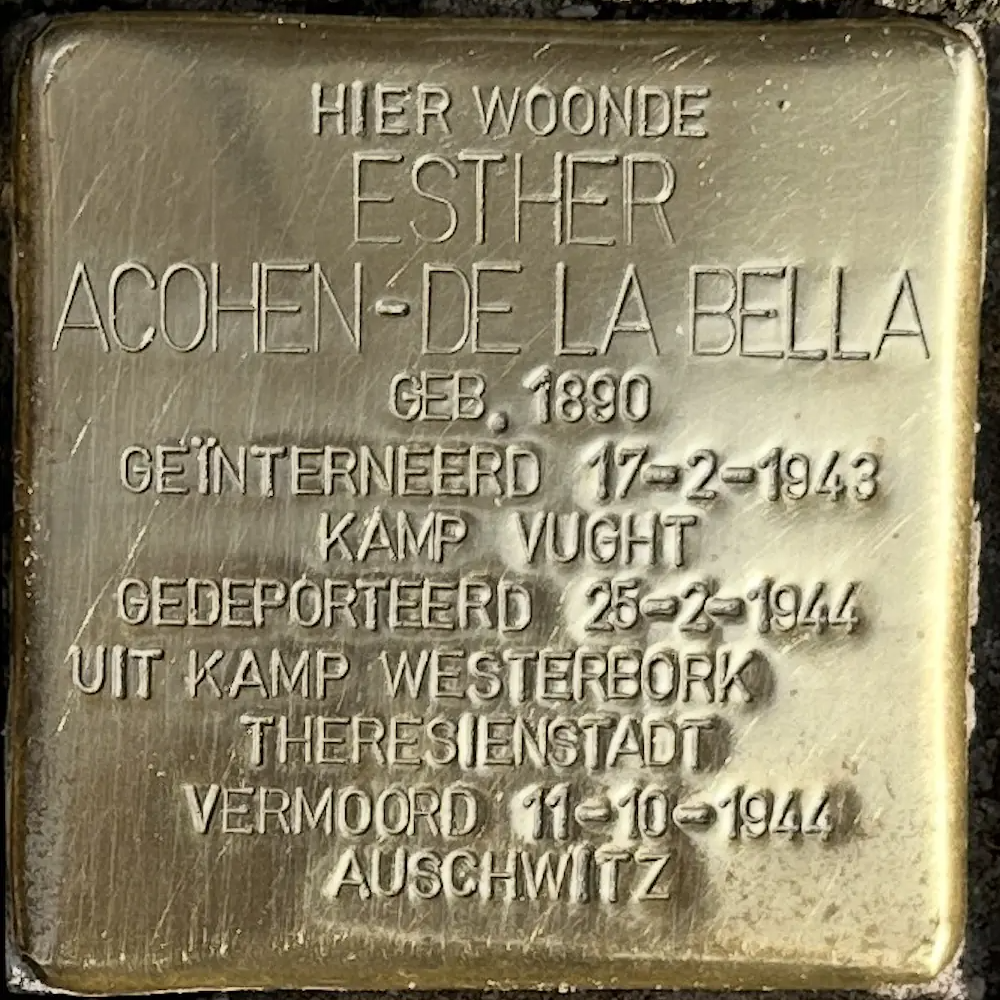 HIER WOONDE
ESTHER
ACOHEN-DE LA BELLA
GEB. 1890
GEÏNTERNEERD 17-2-1943
KAMP VUGHT
GEDEPORTEERD 25-2-1944
UIT KAMP WESTERBORK
THERESIENSTADT
VERMOORD 11-10-1944
AUSCHWITZ